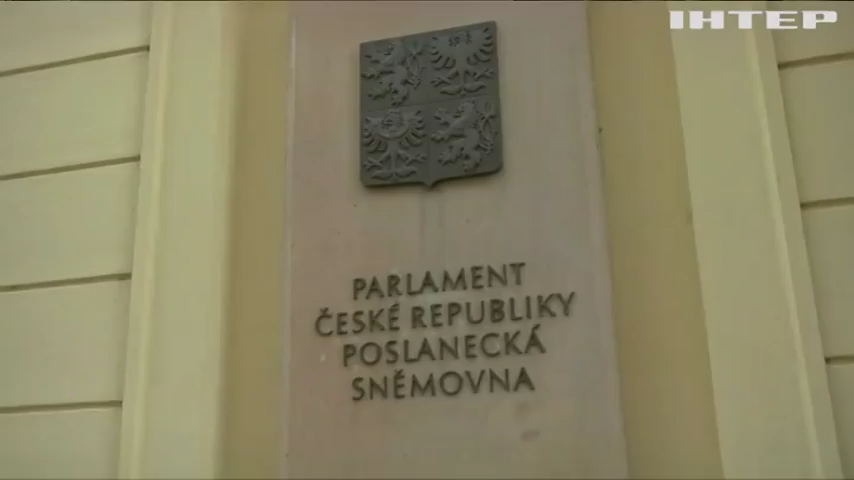 ІНТЕР
PARLAMENT
ČESKÉ REPUBLIKY
POSLANECKÁ
SNĚMOVNA